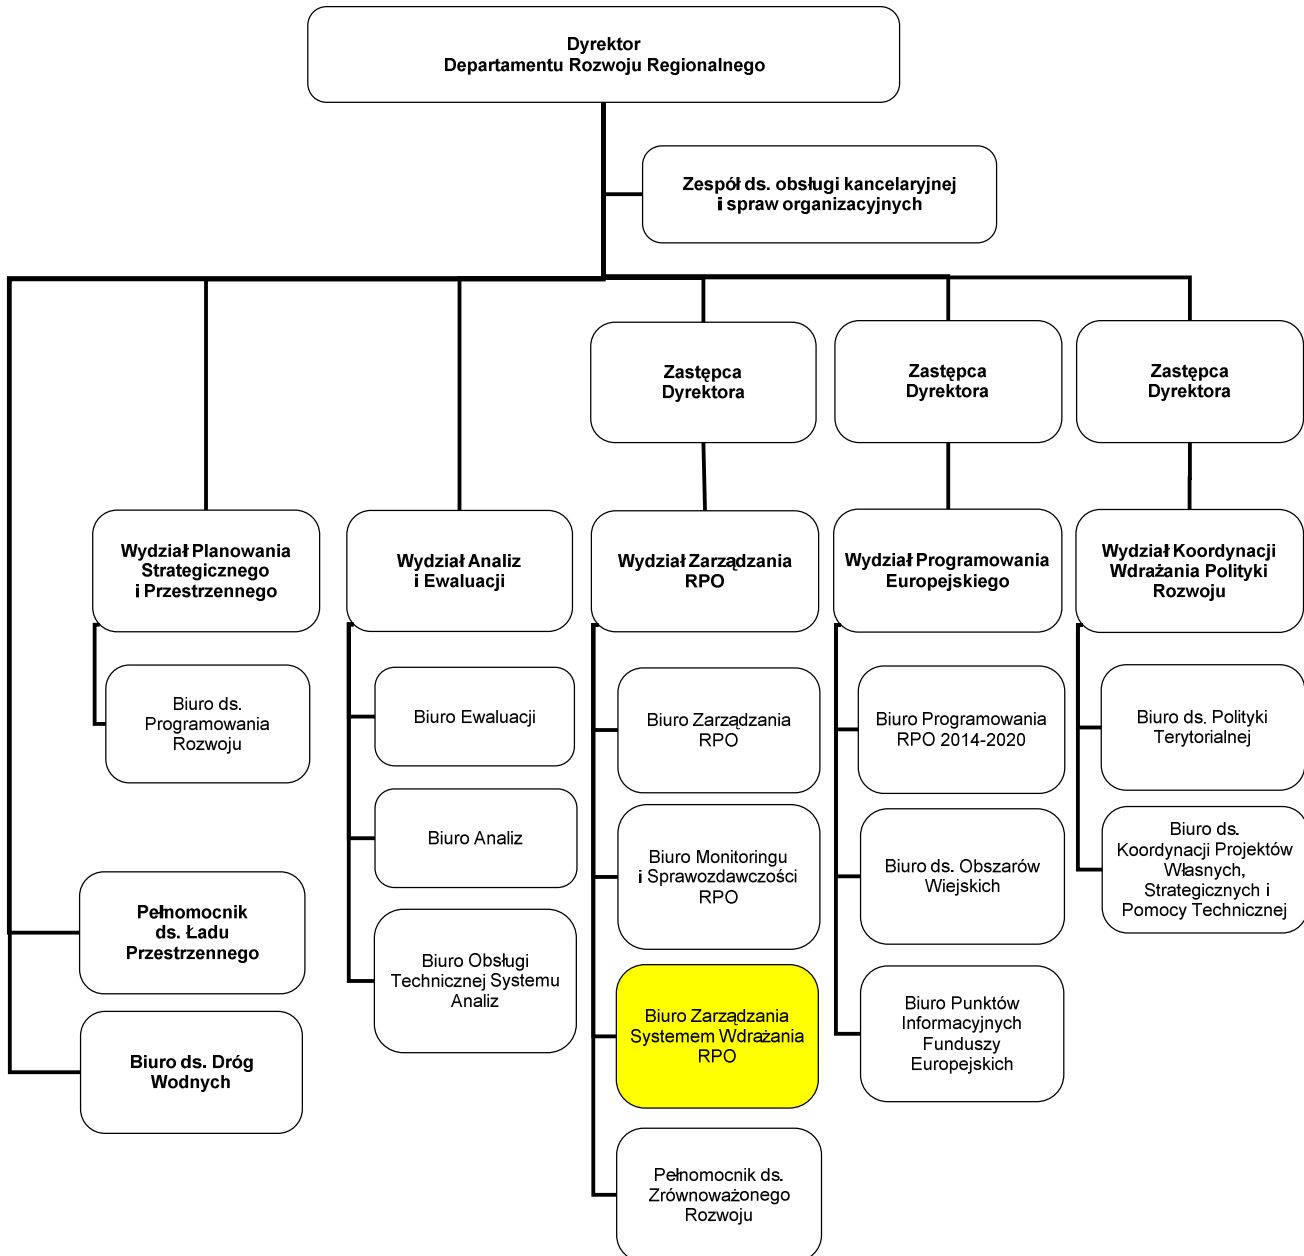 Dyrektor
Departamentu Rozwoju Regionalnego
Zespół ds. obsługi kancelaryjnej
i spraw organizacyjnych
Zastępca
Dyrektora
Zastępca
Dyrektora
Zastępca
Dyrektora
Wydział Planowania
Strategicznego
i Przestrzennego
Wydział Analiz
i Ewaluacji
Wydział Zarządzania
RPO
Wydział Programowania
Europejskiego
Wydział Koordynacji
Wdrażania Polityki
Rozwoju
Biuro ds.
Programowania
Rozwoju
Biuro Ewaluacji
Biuro Zarządzania
RPO
Biuro Programowania
RPO 2014-2020
Biuro ds. Polityki
Terytorialnej
Biuro Analiz
Biuro Monitoringu
i Sprawozdawczości
RPO
Biuro ds. Obszarów
Wiejskich
Biuro ds.
Koordynacji Projektów
Własnych,
Strategicznych i
Pomocy Technicznej
Pełnomocnik
ds. Ładu
Przestrzennego
Biuro Obsługi
Technicznej Systemu
Analiz
Biuro Zarządzania
Systemem Wdrażania
RPO
Biuro Punktów
Informacyjnych
Funduszy
Europejskich
Biuro ds. Dróg
Wodnych
Pełnomocnik ds.
Zrównoważonego
Rozwoju